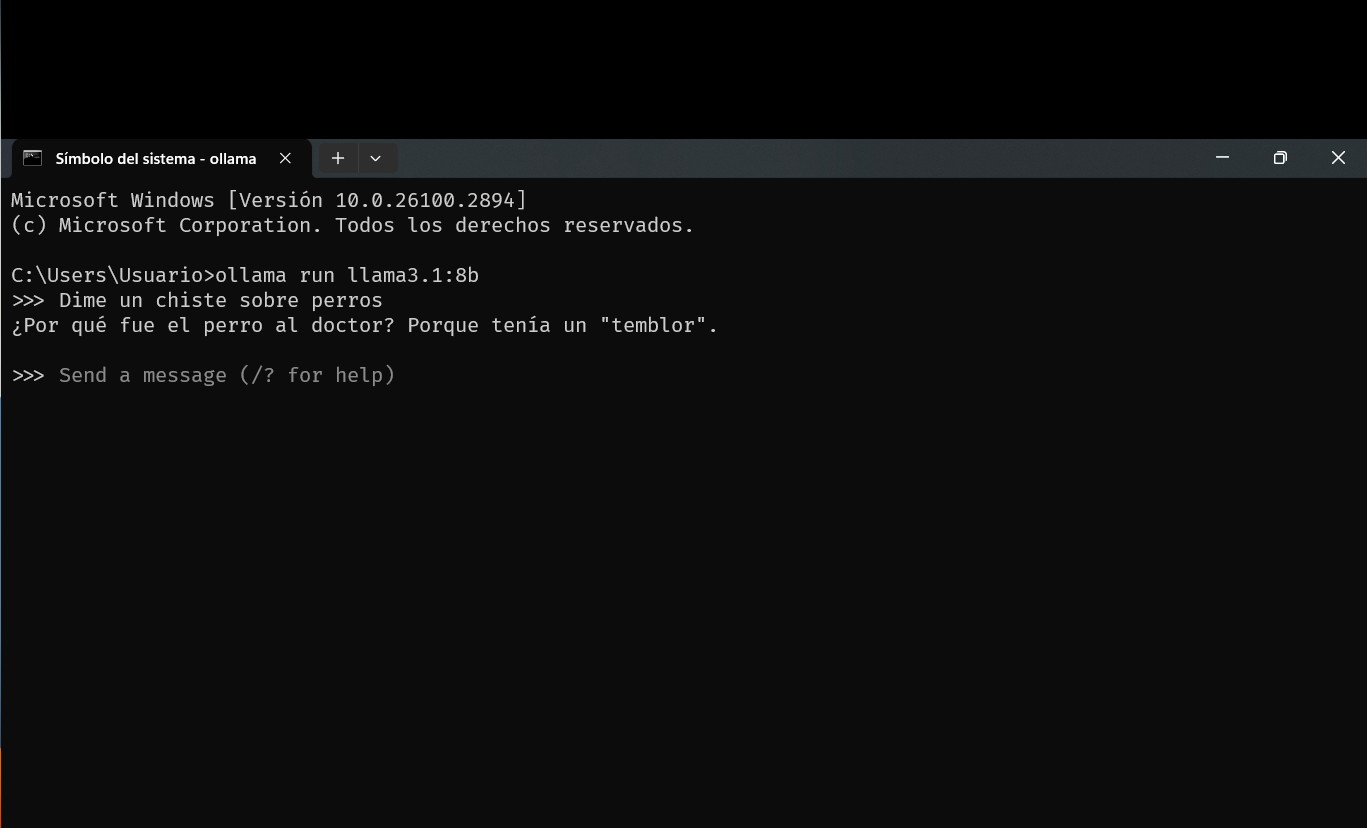 Símbolo del sistema - ollama
Microsoft Windows [Versión 10.0.26100.2894]
(c) Microsoft Corporation. Todos los derechos reservados.
C:\Users\Usuario>ollama run llama3.1:8b
>>> Dime un chiste sobre perros
¿Por qué fue el perro al doctor? Porque tenía un "temblor".
>>> Send a message (/? for help)